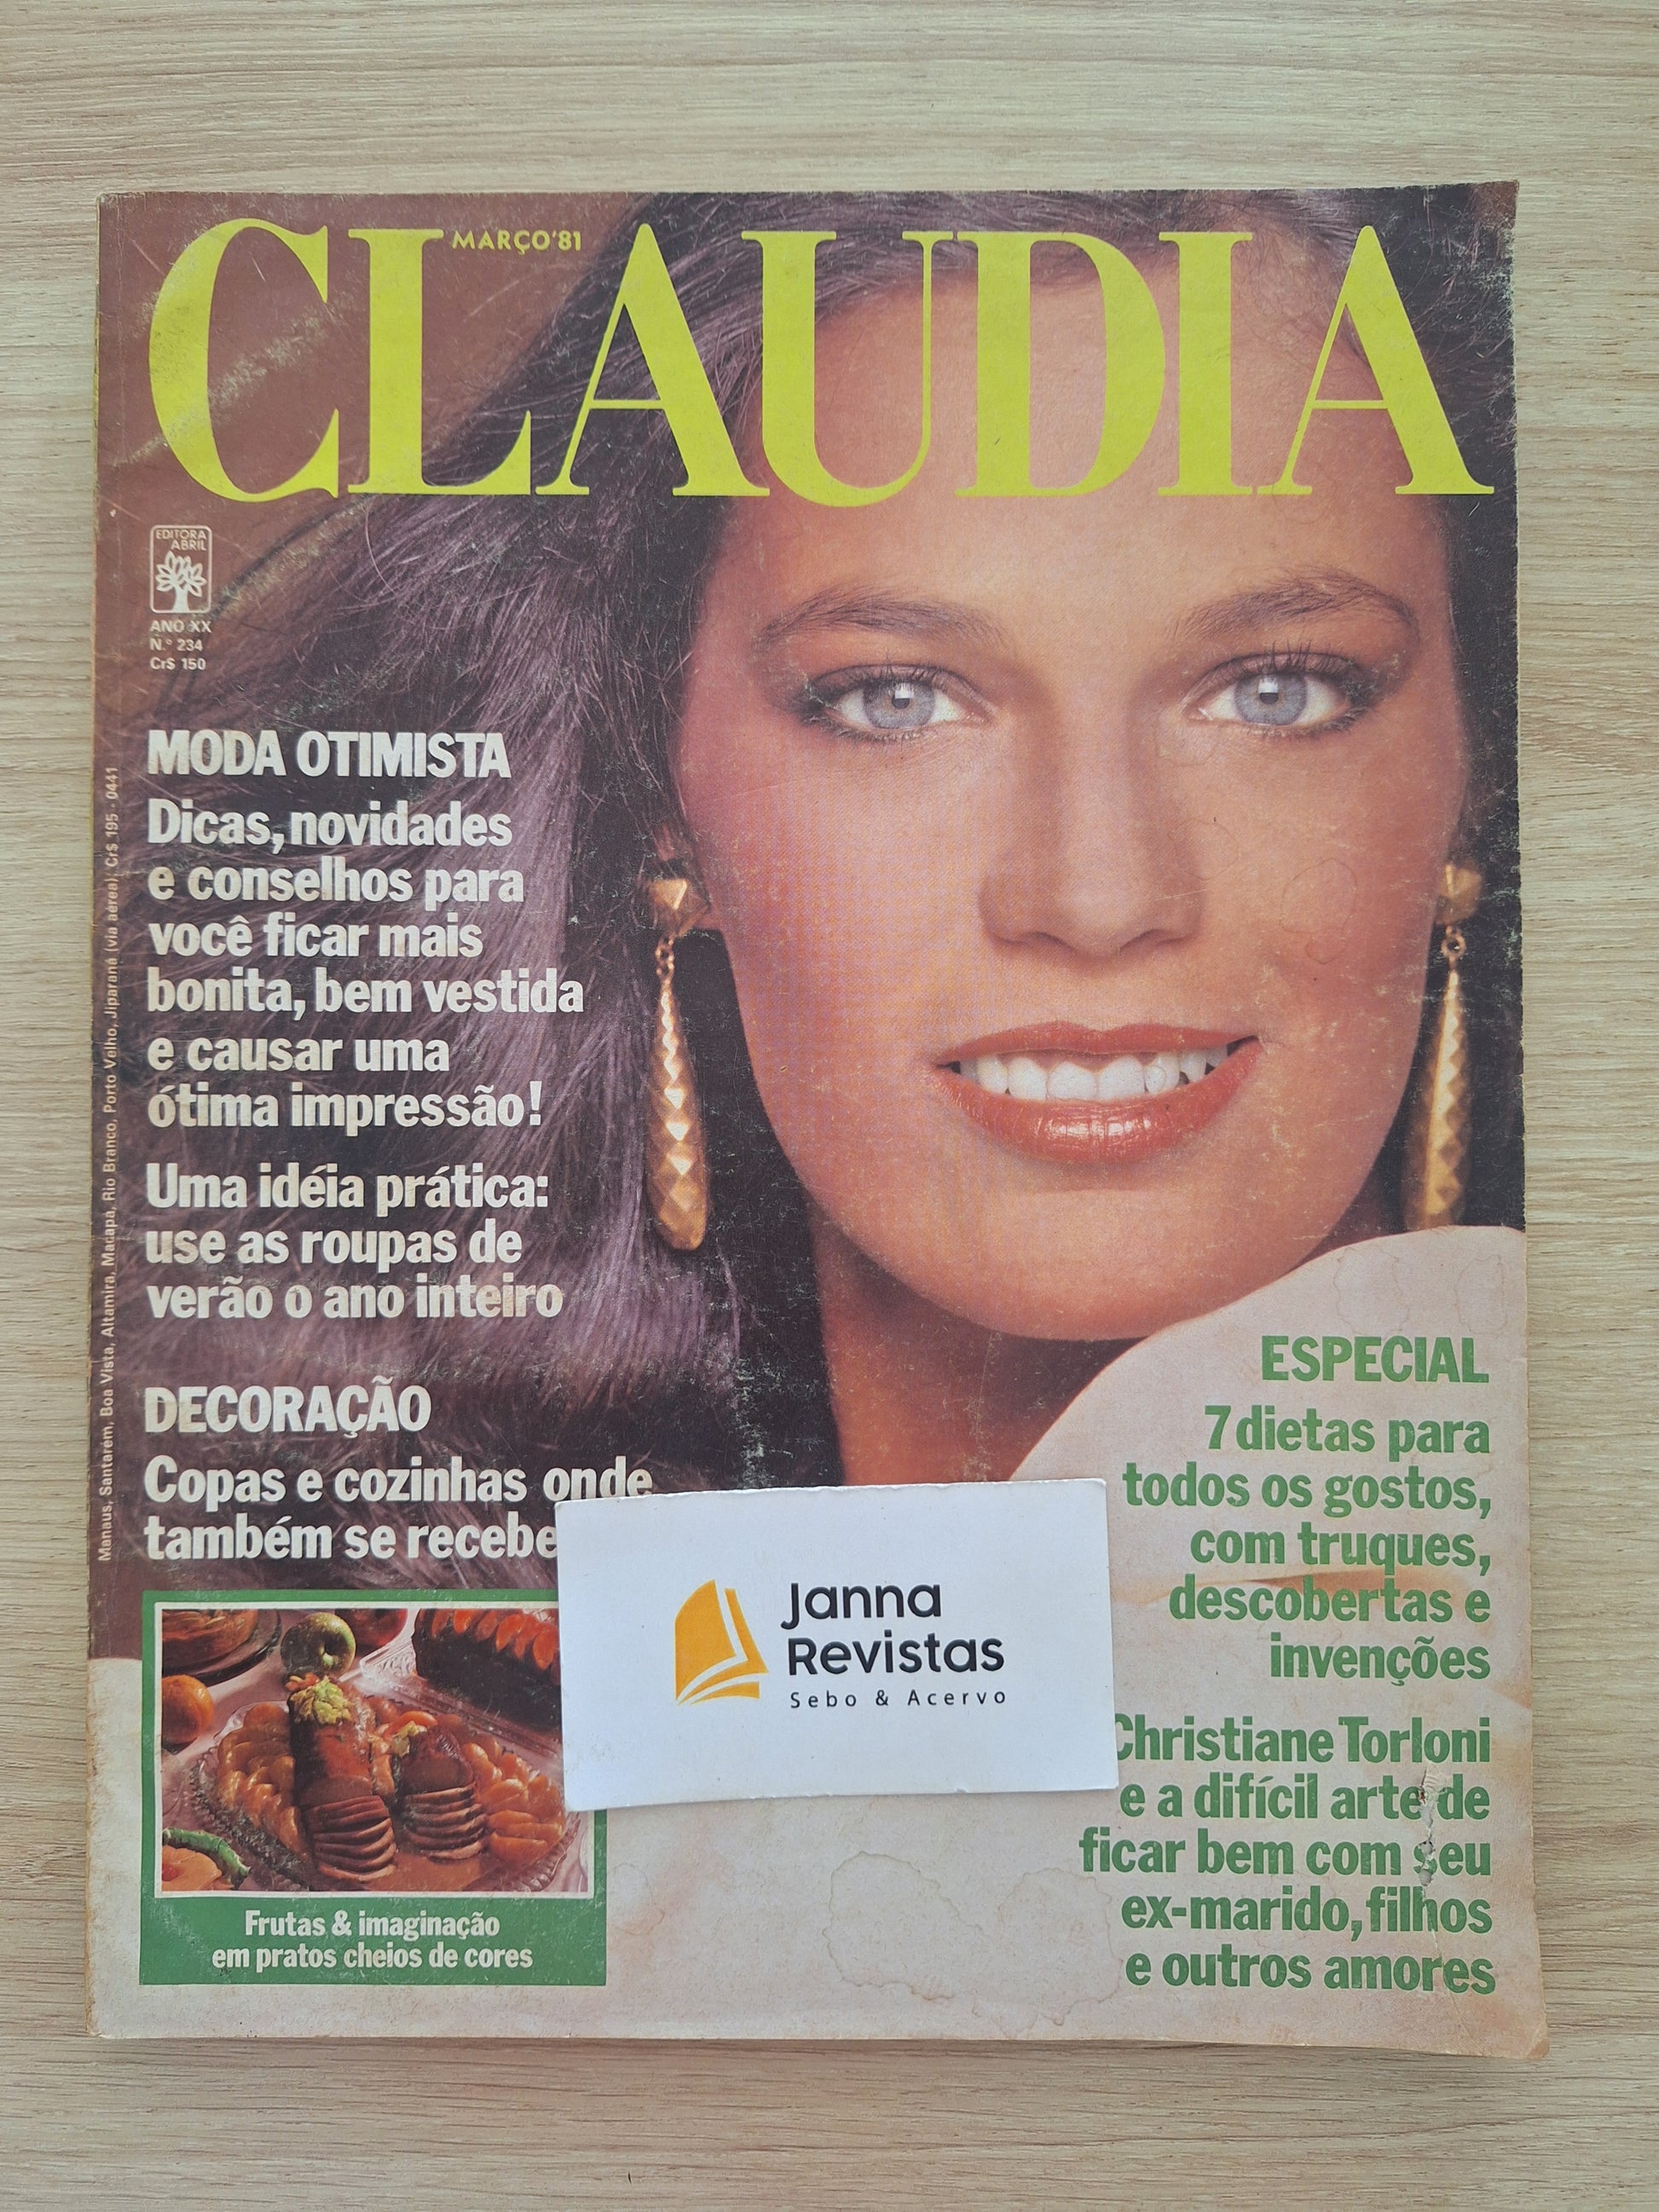 MARÇO'81
CLAUDIA
EDITORA
ABRIL
ANO XX
N.º 234
Cr$ 150
MODA OTIMISTA
Dicas, novidades
e conselhos para
você ficar mais
bonita, bem vestida
e causar uma
ótima impressão!
Uma idéia prática:
use as roupas de
verão o ano inteiro
DECORAÇÃO
Copas e cozinhas onde
também se recebe
Frutas & imaginação
em pratos cheios de cores
Manaus, Santarém, Boa Vista, Altamira, Macapá, Rio Branco, Porto Velho, Jiparaná (via aérea): Cr$ 195 - 0441
Janna
Revistas
Sebo & Acervo
ESPECIAL
7 dietas para
todos os gostos,
com truques,
descobertas e
invenções
Christiane Torloni
e a difícil arte de
ficar bem com seu
ex-marido, filhos
e outros amores